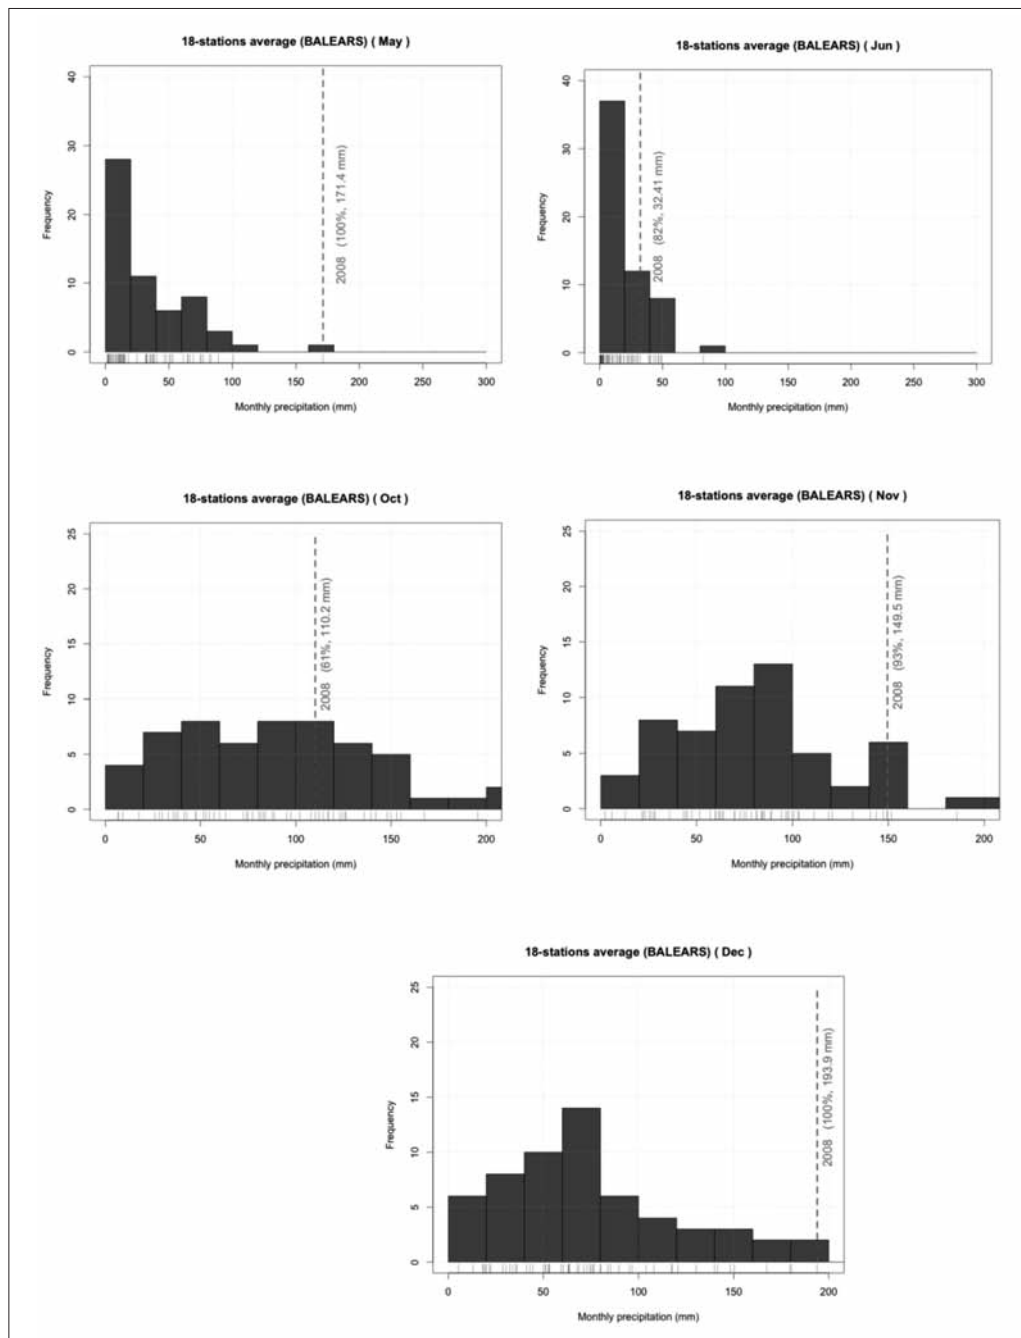 18-stations average (BALEARS) ( May )
Frequency
40
30
20
10
0
2008 (100%, 171.4 mm)
0 50 100 150 200 250 300
Monthly precipitation (mm)
18-stations average (BALEARS) ( Jun )
Frequency
40
30
20
10
0
2008 (82%, 32.41 mm)
0 50 100 150 200 250 300
Monthly precipitation (mm)
18-stations average (BALEARS) ( Oct )
Frequency
25
20
15
10
5
0
2008 (61%, 110.2 mm)
0 50 100 150 200
Monthly precipitation (mm)
18-stations average (BALEARS) ( Nov )
Frequency
25
20
15
10
5
0
2008 (93%, 149.5 mm)
0 50 100 150 200
Monthly precipitation (mm)
18-stations average (BALEARS) ( Dec )
Frequency
25
20
15
10
5
0
2008 (100%, 193.9 mm)
0 50 100 150 200
Monthly precipitation (mm)